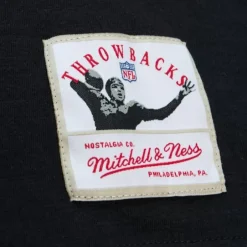 THROWBACKS
NFL
NOSTALGIA CO.
Mitchell & Ness
PHILADELPHIA, PA.